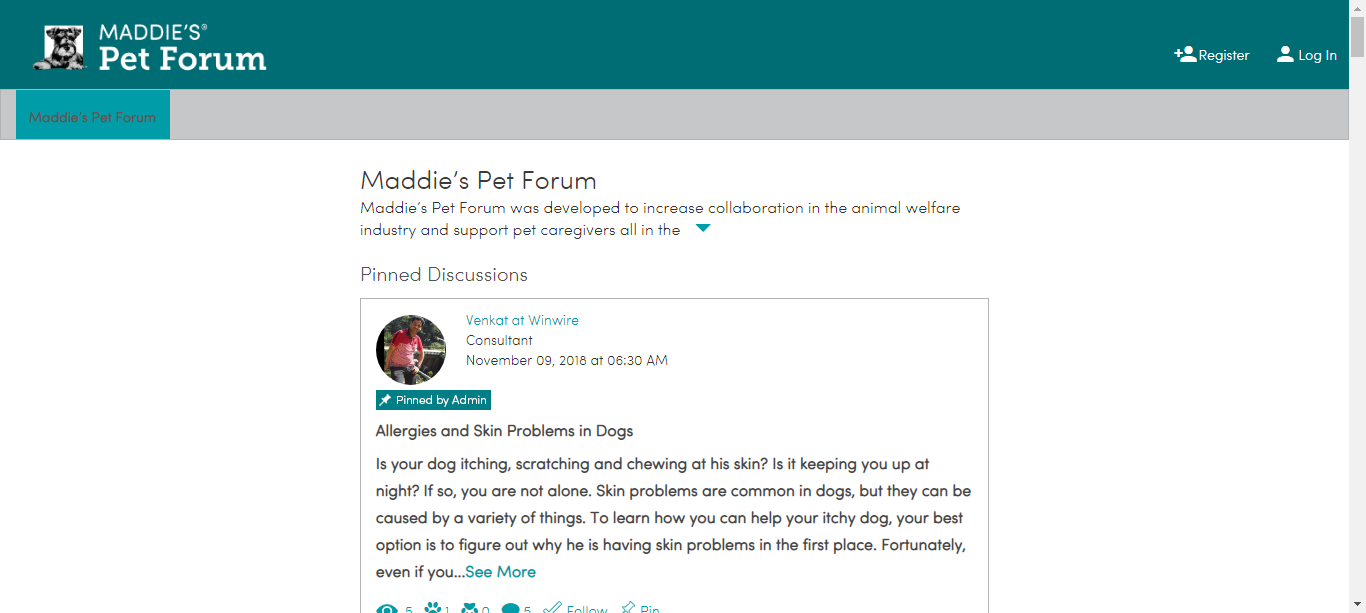 MADDIE'S®
Pet Forum
Register
Log In
Maddie's Pet Forum
Maddie's Pet Forum
Maddie's Pet Forum was developed to increase collaboration in the animal welfare
industry and support pet caregivers all in the
Pinned Discussions
Venkat at Winwire
Consultant
November 09, 2018 at 06:30 AM
Pinned by Admin
Allergies and Skin Problems in Dogs
Is your dog itching, scratching and chewing at his skin? Is it keeping you up at
night? If so, you are not alone. Skin problems are common in dogs, but they can be
caused by a variety of things. To learn how you can help your itchy dog, your best
option is to figure out why he is having skin problems in the first place. Fortunately,
even if you...See More
5 1 0 5 Follow Pin